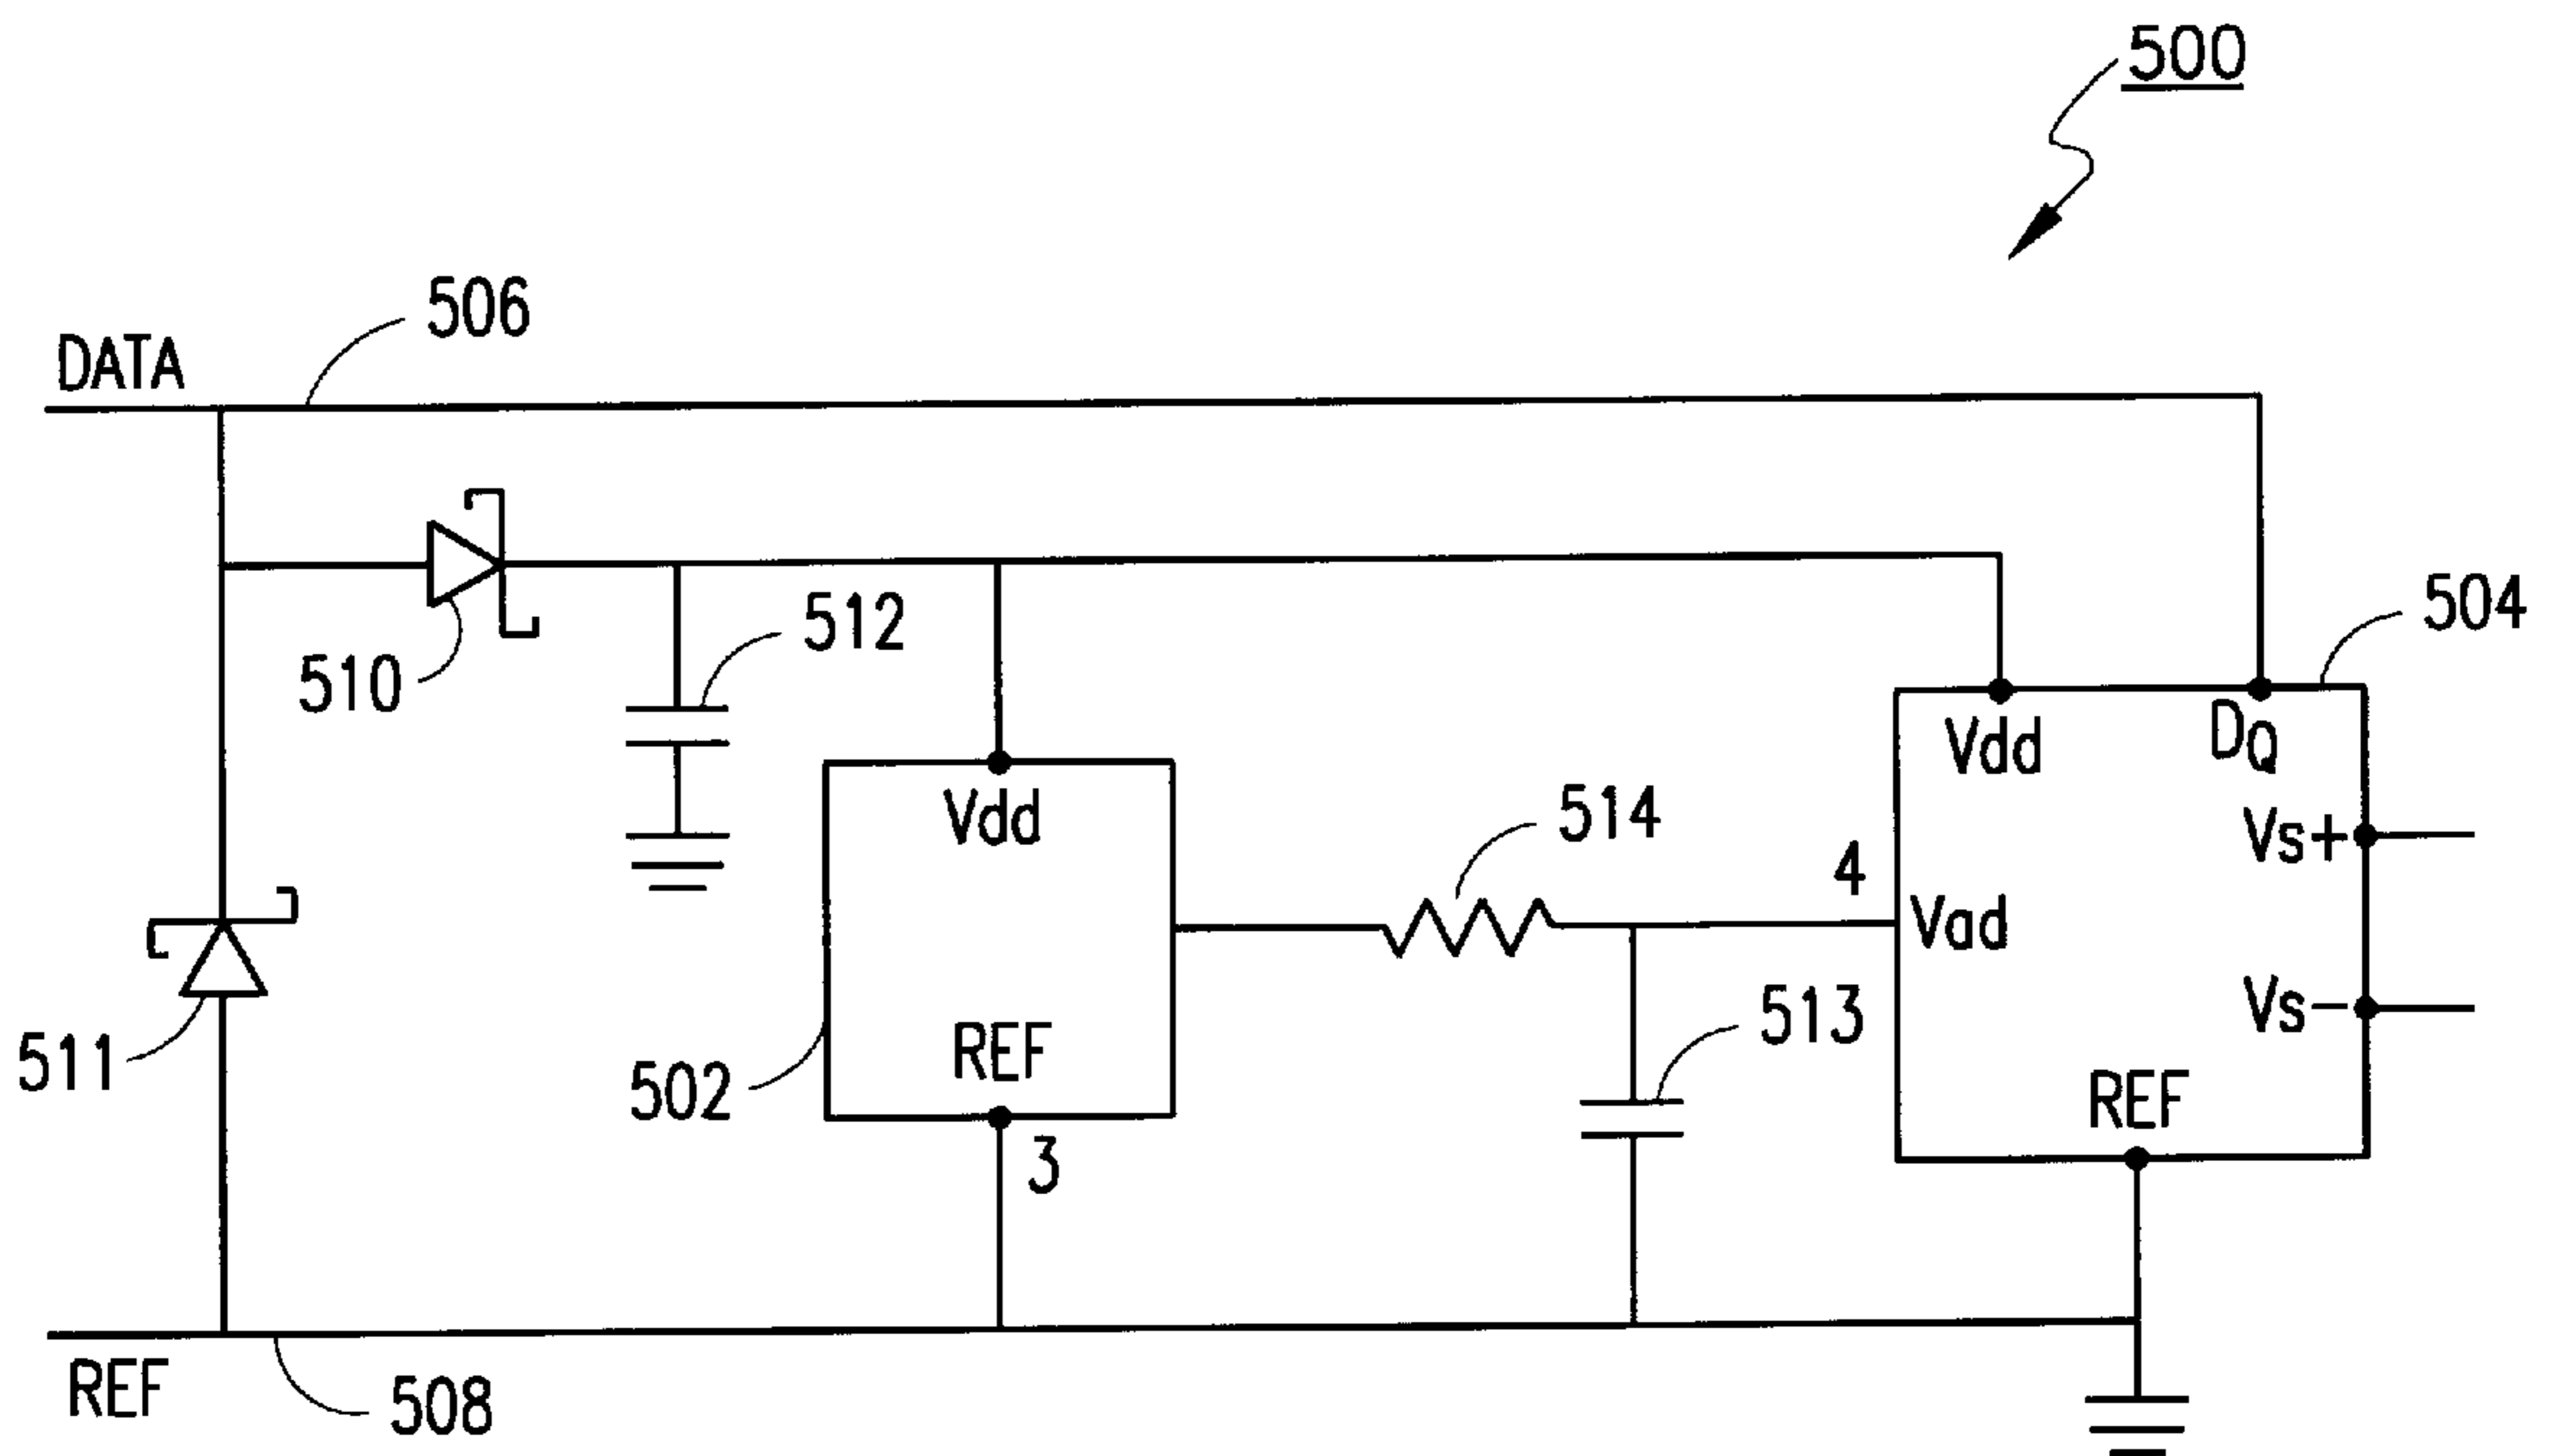 500
506
DATA
504
512
510
Vdd
DQ
514
Vdd
Vs+
4
Vad
513
Vs-
REF
511
502
REF
3
REF
508